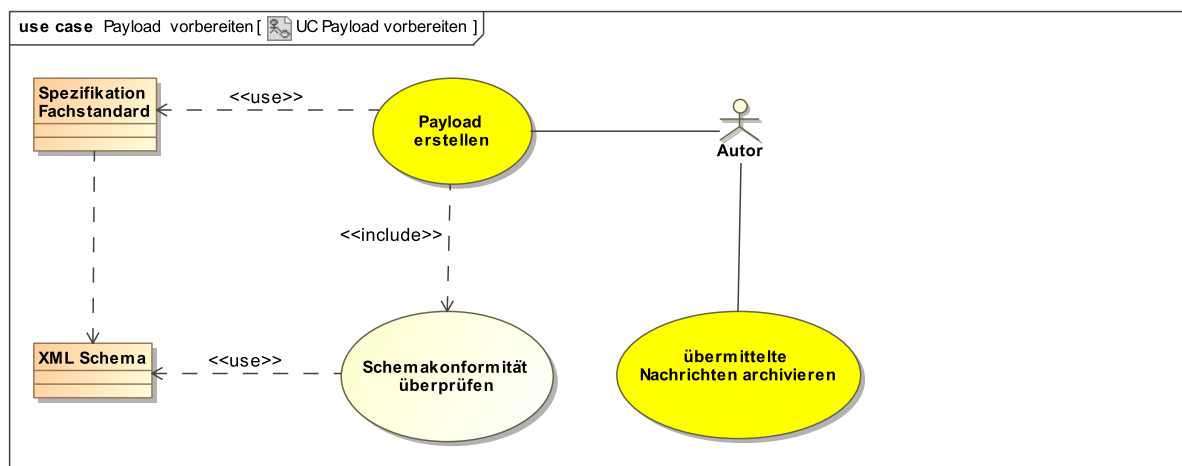 use case Payload vorbereiten [ UC Payload vorbereiten ]
Spezifikation
Fachstandard
<<use>>
Payload
erstellen
Autor
<<include>>
XML Schema
<<use>>
Schemakonformität
überprüfen
übermittelte
Nachrichten archivieren